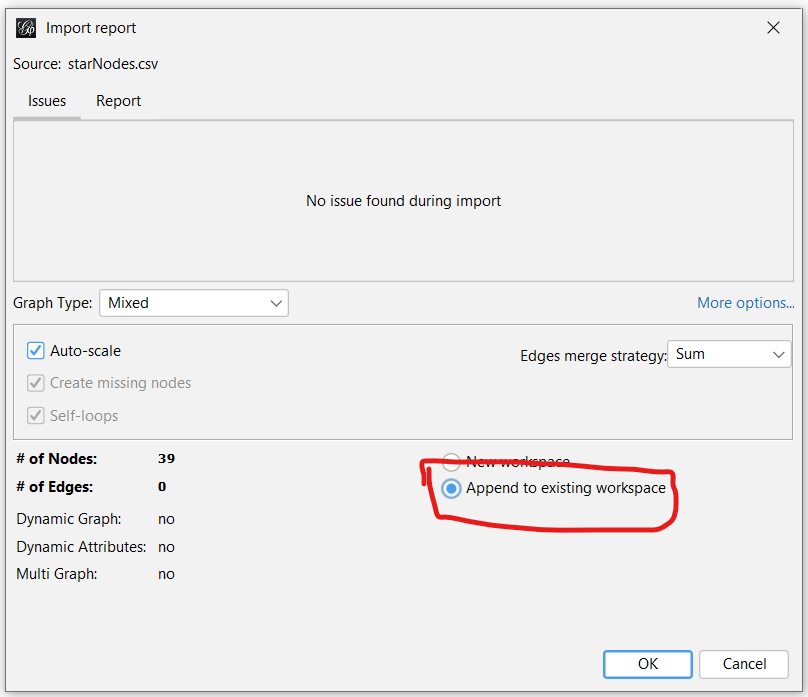 Import report
Source: starNodes.csv
Issues Report
No issue found during import
Graph Type: Mixed More options...
Auto-scale Edges merge strategy: Sum
Create missing nodes
Self-loops
# of Nodes: 39 New workspace
# of Edges: 0 Append to existing workspace
Dynamic Graph: no
Dynamic Attributes: no
Multi Graph: no
OK Cancel